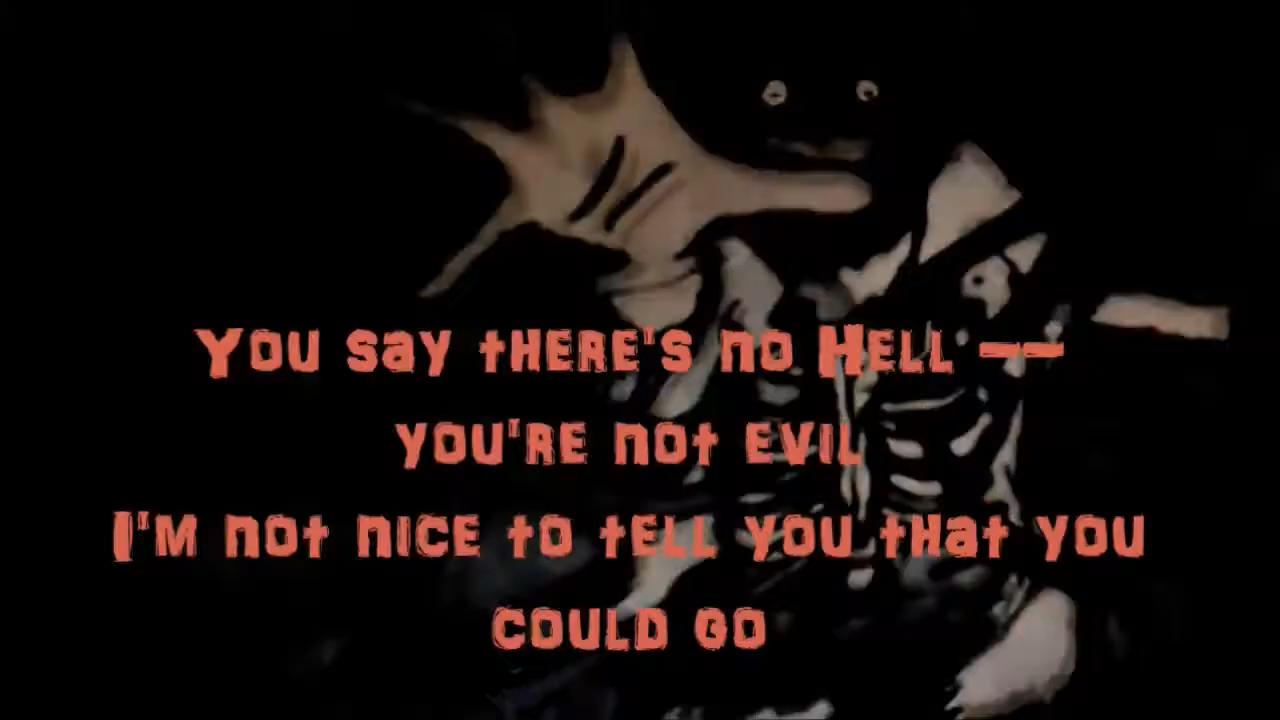 You say there's no Hell --
you're not evil
I'm not nice to tell you that you
could go